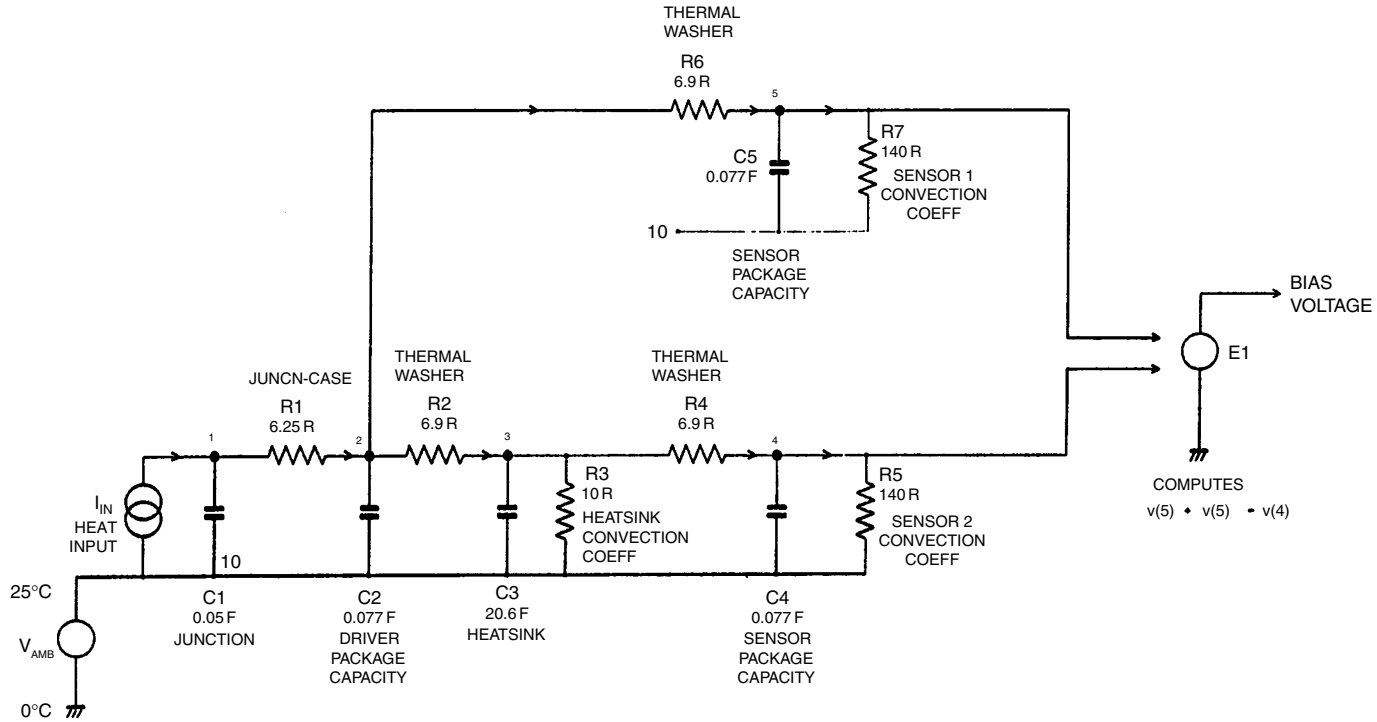 THERMAL
WASHER
R6
6.9 R
5
R7
140 R
SENSOR 1
CONVECTION
COEFF
C5
0.077 F
10
SENSOR
PACKAGE
CAPACITY
BIAS
VOLTAGE
E1
COMPUTES
v(5) ♦ v(5) - v(4)
JUNCN-CASE
R1
6.25 R
THERMAL
WASHER
R2
6.9 R
THERMAL
WASHER
R4
6.9 R
1
2
3
4
R3
10 R
HEATSINK
CONVECTION
COEFF
R5
140 R
SENSOR 2
CONVECTION
COEFF
IIN
HEAT
INPUT
10
25°C
VAMB
0°C
C1
0.05 F
JUNCTION
C2
0.077 F
DRIVER
PACKAGE
CAPACITY
C3
20.6 F
HEATSINK
C4
0.077 F
SENSOR
PACKAGE
CAPACITY